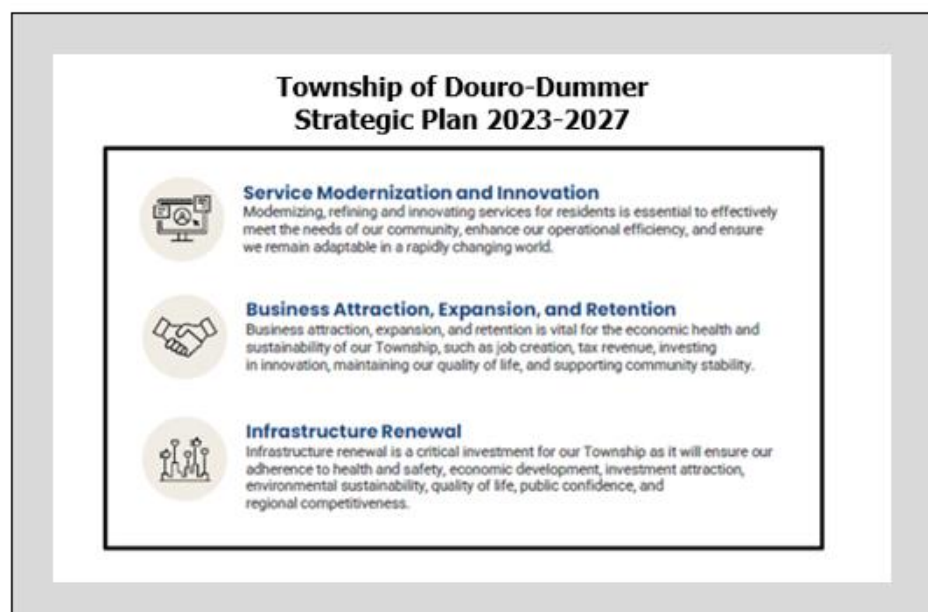 Township of Douro-Dummer
Strategic Plan 2023-2027
Service Modernization and Innovation
Modernizing, refining and innovating services for residents is essential to effectively
meet the needs of our community, enhance our operational efficiency, and ensure
we remain adaptable in a rapidly changing world.
Business Attraction, Expansion, and Retention
Business attraction, expansion, and retention is vital for the economic health and
sustainability of our Township, such as job creation, tax revenue, investing
in innovation, maintaining our quality of life, and supporting community stability.
Infrastructure Renewal
Infrastructure renewal is a critical investment for our Township as it will ensure our
adherence to health and safety, economic development, investment attraction,
environmental sustainability, quality of life, public confidence, and
regional competitiveness.